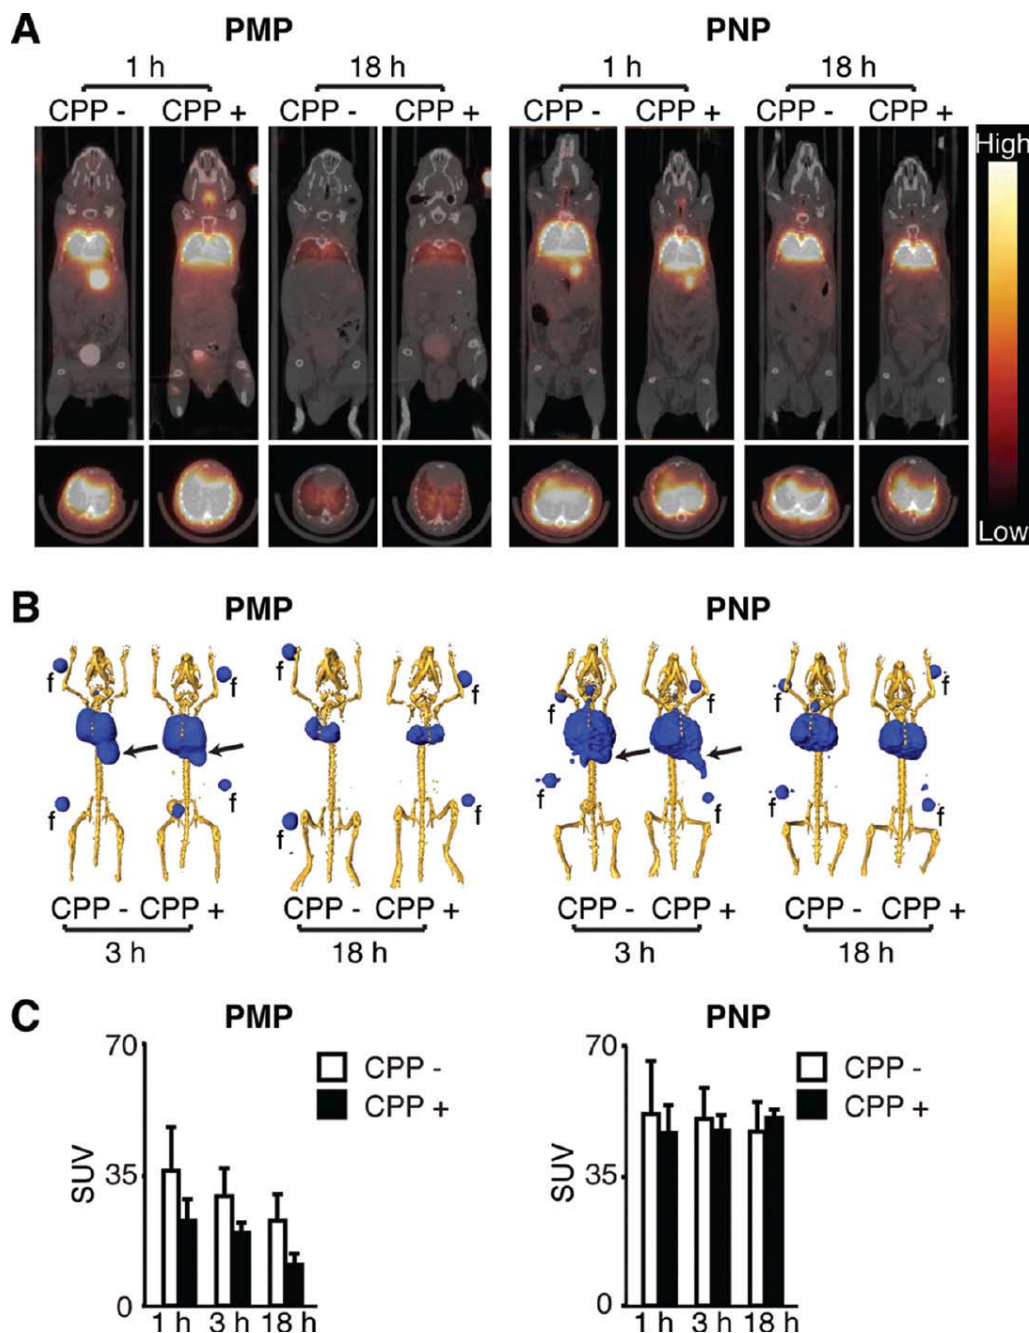 A
PMP PNP
1 h 18 h 1 h 18 h
CPP - CPP + CPP - CPP + CPP - CPP + CPP - CPP +
High
Low
B
PMP PNP
f f f f f f f f
f f f f f f f f
CPP - CPP + CPP - CPP + CPP - CPP + CPP - CPP +
3 h 18 h 3 h 18 h
C
PMP PNP
70 CPP - 70 CPP -
CPP + CPP +
SUV 35 SUV 35
0 0
1 h 3 h 18 h 1 h 3 h 18 h